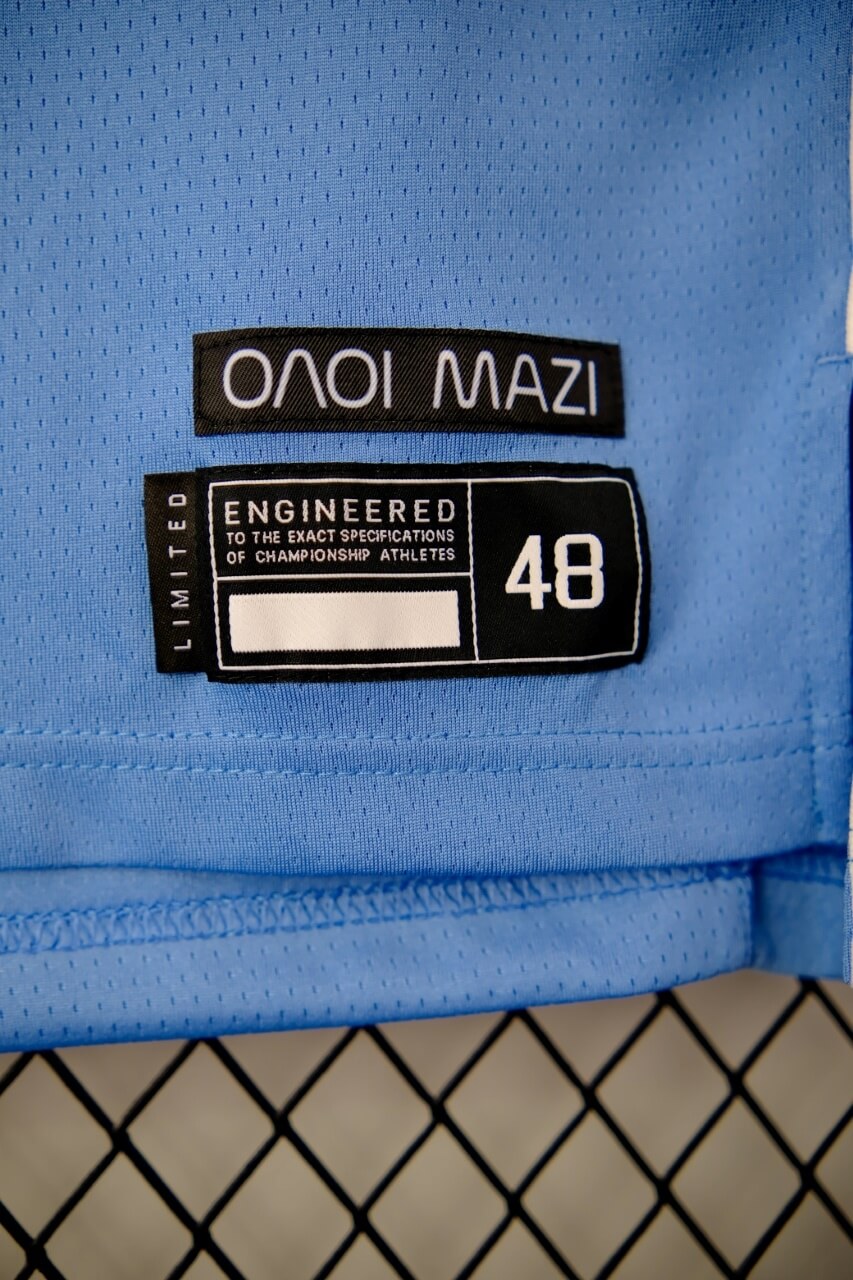 ΟΛΟΙ ΜΑΖΙ
LIMITED
ENGINEERED
TO THE EXACT SPECIFICATIONS
OF CHAMPIONSHIP ATHLETES
48